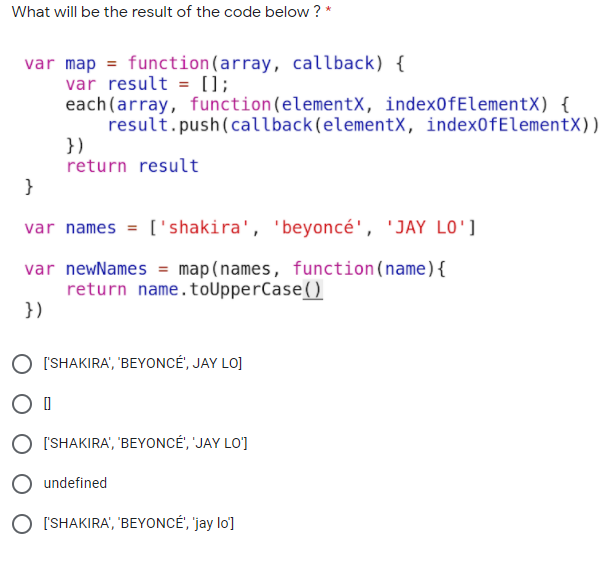 What will be the result of the code below ? *
var map = function(array, callback) {
var result = [];
each(array, function(elementX, indexOfElementX) {
result.push(callback(elementX, indexOfElementX))
})
return result
}
var names = ['shakira', 'beyoncé', 'JAY LO']
var newNames = map(names, function(name){
return name.toUpperCase()
})
['SHAKIRA', 'BEYONCÉ', JAY LO]
[]
['SHAKIRA', 'BEYONCÉ', 'JAY LO']
undefined
['SHAKIRA', 'BEYONCÉ', 'jay lo']